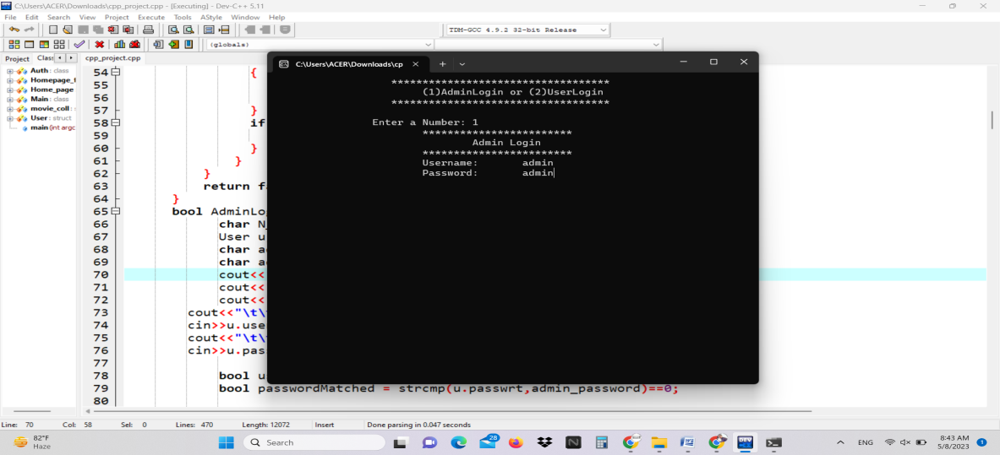 C:\Users\ACER\Downloads\cpp_project.cpp - [Executing] - Dev-C++ 5.11
File Edit Search View Project Execute Tools AStyle Window Help
TDM-GCC 4.9.2 32-bit Release
(globals)
Project Clas cpp_project.cpp
Auth : class
Homepage_f
Home_page
Main : class
movie_coll :
User : struct
main (int argc
C:\Users\ACER\Downloads\cp
************************************
(1)AdminLogin or (2)UserLogin
************************************
Enter a Number: 1
************************
Admin Login
************************
Username: admin
Password: admin
54 {
55
56
57 }
58 if
59
60 }
61 }
62 }
63 return f
64 }
65 bool AdminLo
66 char N
67 User u
68 char a
69 char a
70 cout<<
71 cout<<
72 cout<<
73 cout<<"\t\
74 cin>>u.use
75 cout<<"\t\
76 cin>>u.pas
77
78 bool u
79 bool passwordMatched = strcmp(u.passwrt,admin_password)==0;
80
Line: 70 Col: 58 Sel: 0 Lines: 470 Length: 12072 Insert Done parsing in 0.047 seconds
82°F
Haze
Search
28
DEV
ENG
8:43 AM
5/8/2023
1